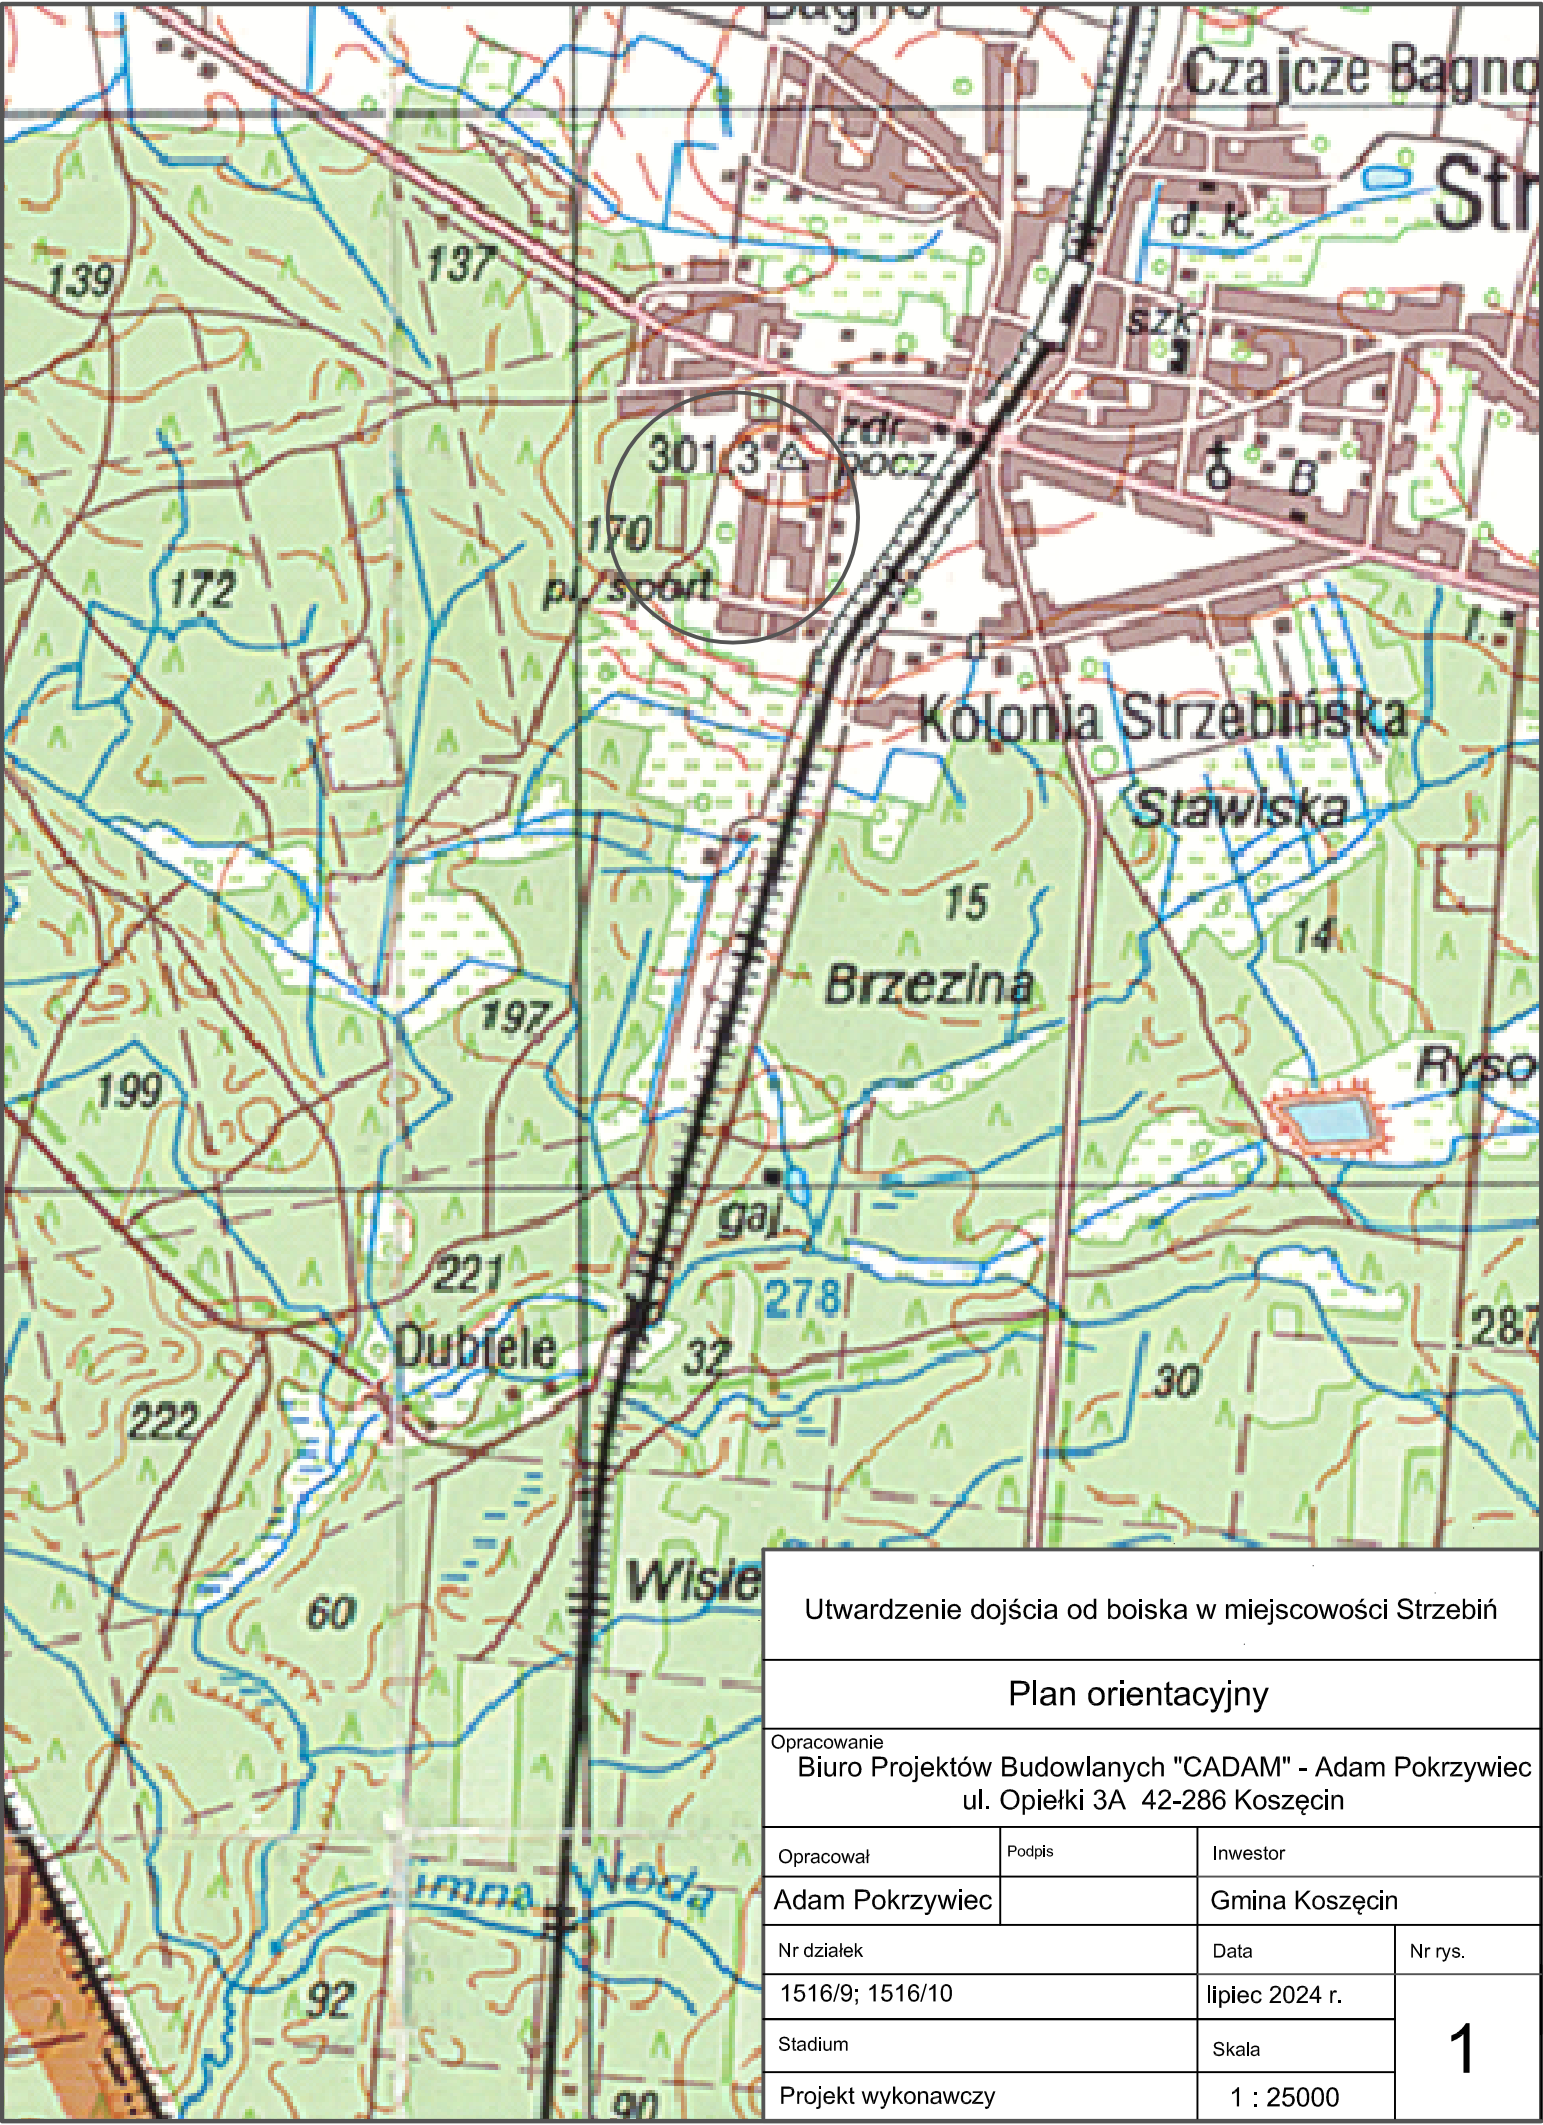 Bagno
Czajcze Bagno
Str
d. k.
139
137
szk.
zdr.
301.3
pocz.
B
170
172
pl. sport.
l.
Kolonia Strzebińska
Stawiska
15
14
Brzezina
197
Ryso
199
gaj.
221
278
287
Dubiele
32
30
222
Wisie
60
Zimna Woda
92
90
Utwardzenie dojścia od boiska w miejscowości Strzebiń
Plan orientacyjny
Opracowanie
Biuro Projektów Budowlanych "CADAM" - Adam Pokrzywiec
ul. Opiełki 3A 42-286 Koszęcin
Opracował
Podpis
Inwestor
Adam Pokrzywiec
Gmina Koszęcin
Nr działek
Data
Nr rys.
1516/9; 1516/10
lipiec 2024 r.
1
Stadium
Skala
Projekt wykonawczy
1 : 25000